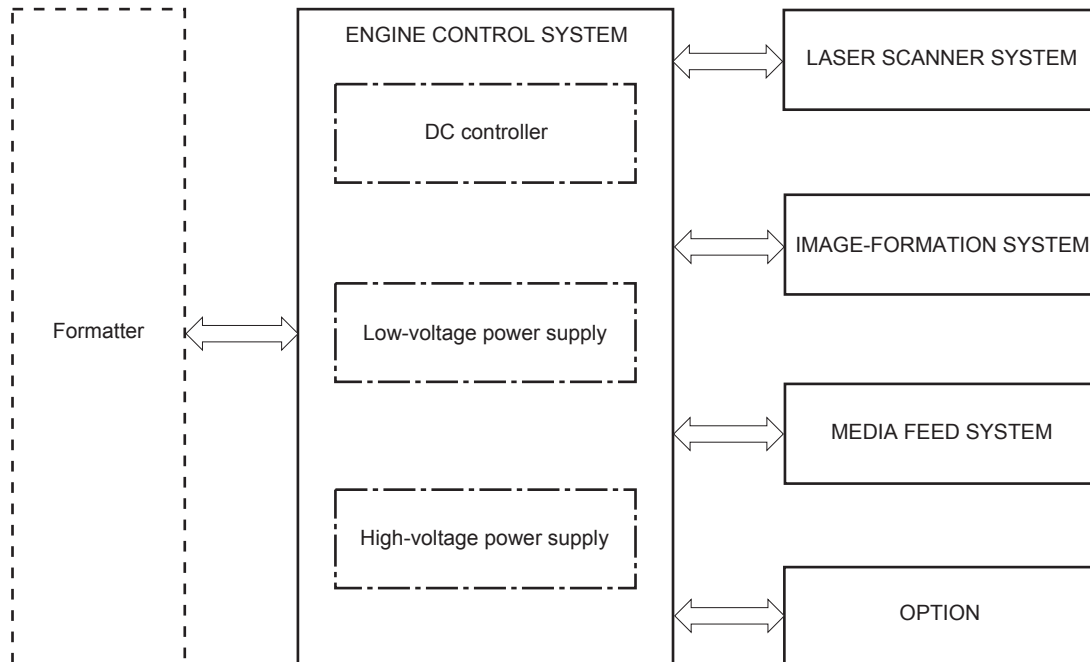 Formatter
ENGINE CONTROL SYSTEM
DC controller
Low-voltage power supply
High-voltage power supply
LASER SCANNER SYSTEM
IMAGE-FORMATION SYSTEM
MEDIA FEED SYSTEM
OPTION